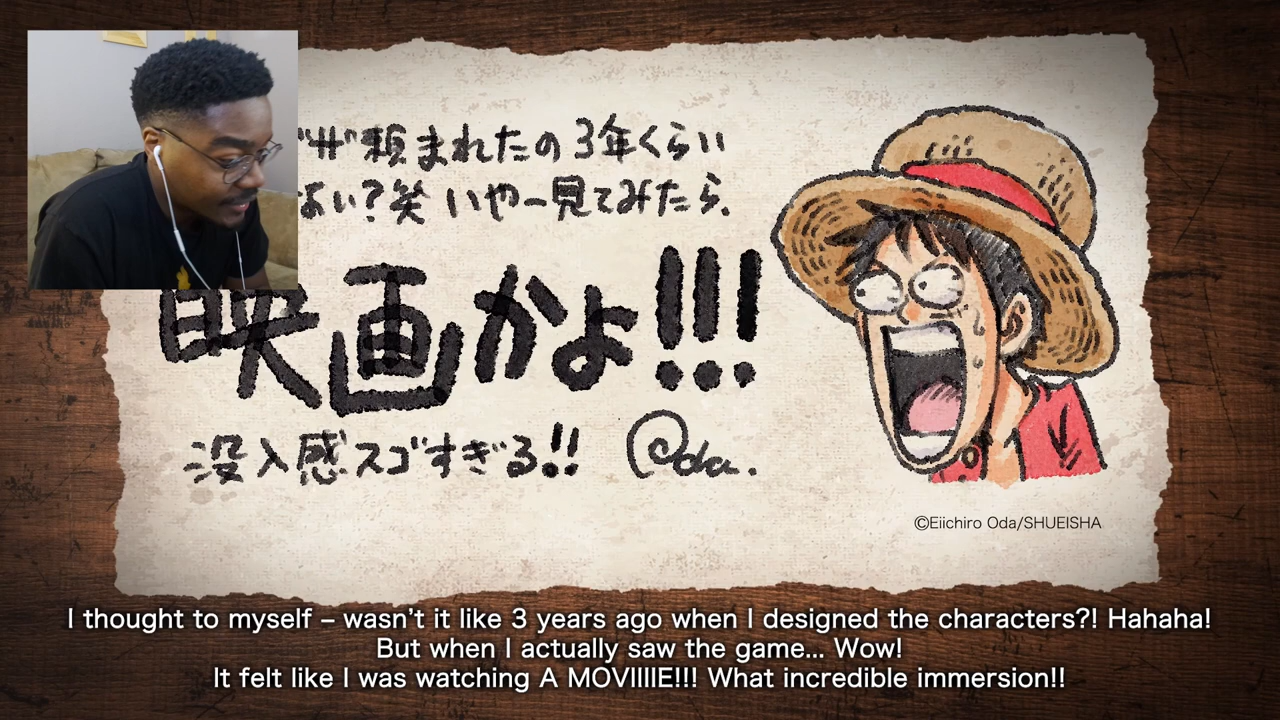 ザ頼まれたの3年くらい
ない?笑 いやー見てみたら、
映画かよ!!!
没入感スゴすぎる!! Oda.
©Eiichiro Oda/SHUEISHA
I thought to myself – wasn't it like 3 years ago when I designed the characters?! Hahaha!
But when I actually saw the game... Wow!
It felt like I was watching A MOVIIIIE!!! What incredible immersion!!